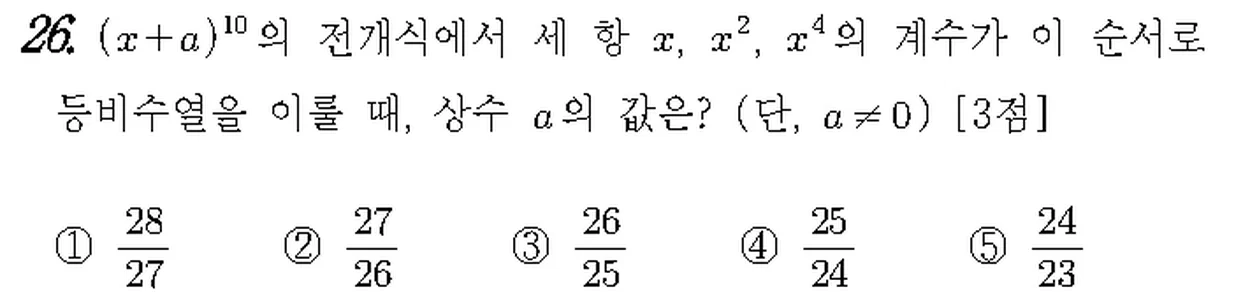 26. (x+a)¹⁰의 전개식에서 세 항 x, x², x⁴의 계수가 이 순서로
등비수열을 이룰 때, 상수 a의 값은? (단, a≠0) [3점]
① 28/27 ② 27/26 ③ 26/25 ④ 25/24 ⑤ 24/23